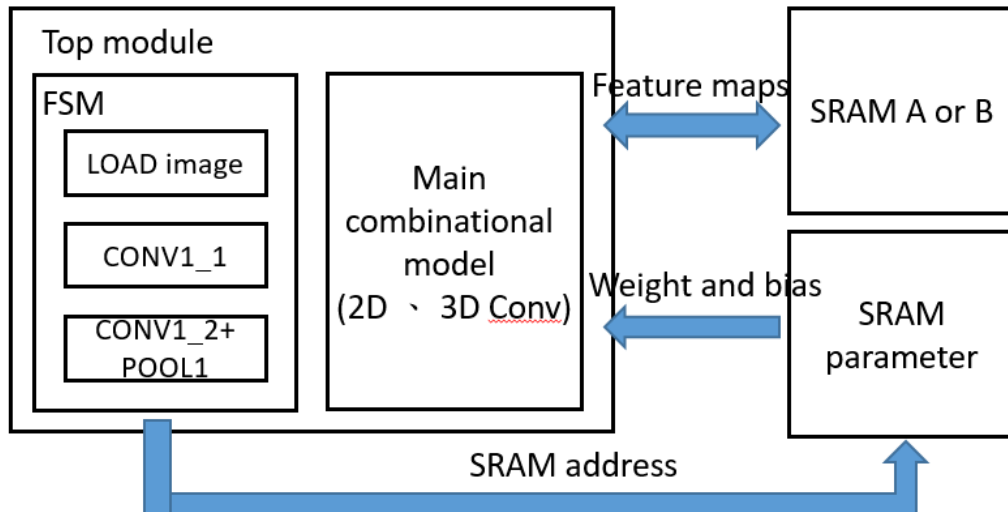 Top module
FSM
LOAD image
CONV1_1
CONV1_2+
POOL1
Main
combinational
model
(2D 、 3D Conv)
Feature maps
SRAM A or B
Weight and bias
SRAM
parameter
SRAM address